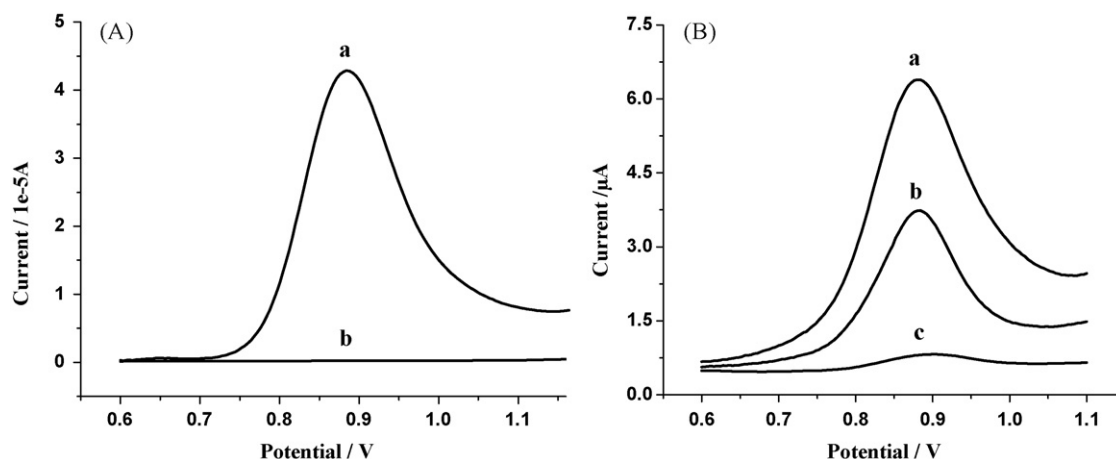 (A)
a
b
5
4
3
2
1
0
Current / 1e-5A
0.6 0.7 0.8 0.9 1.0 1.1
Potential / V
(B)
a
b
c
7.5
6.0
4.5
3.0
1.5
0.0
Current /μA
0.6 0.7 0.8 0.9 1.0 1.1
Potential / V